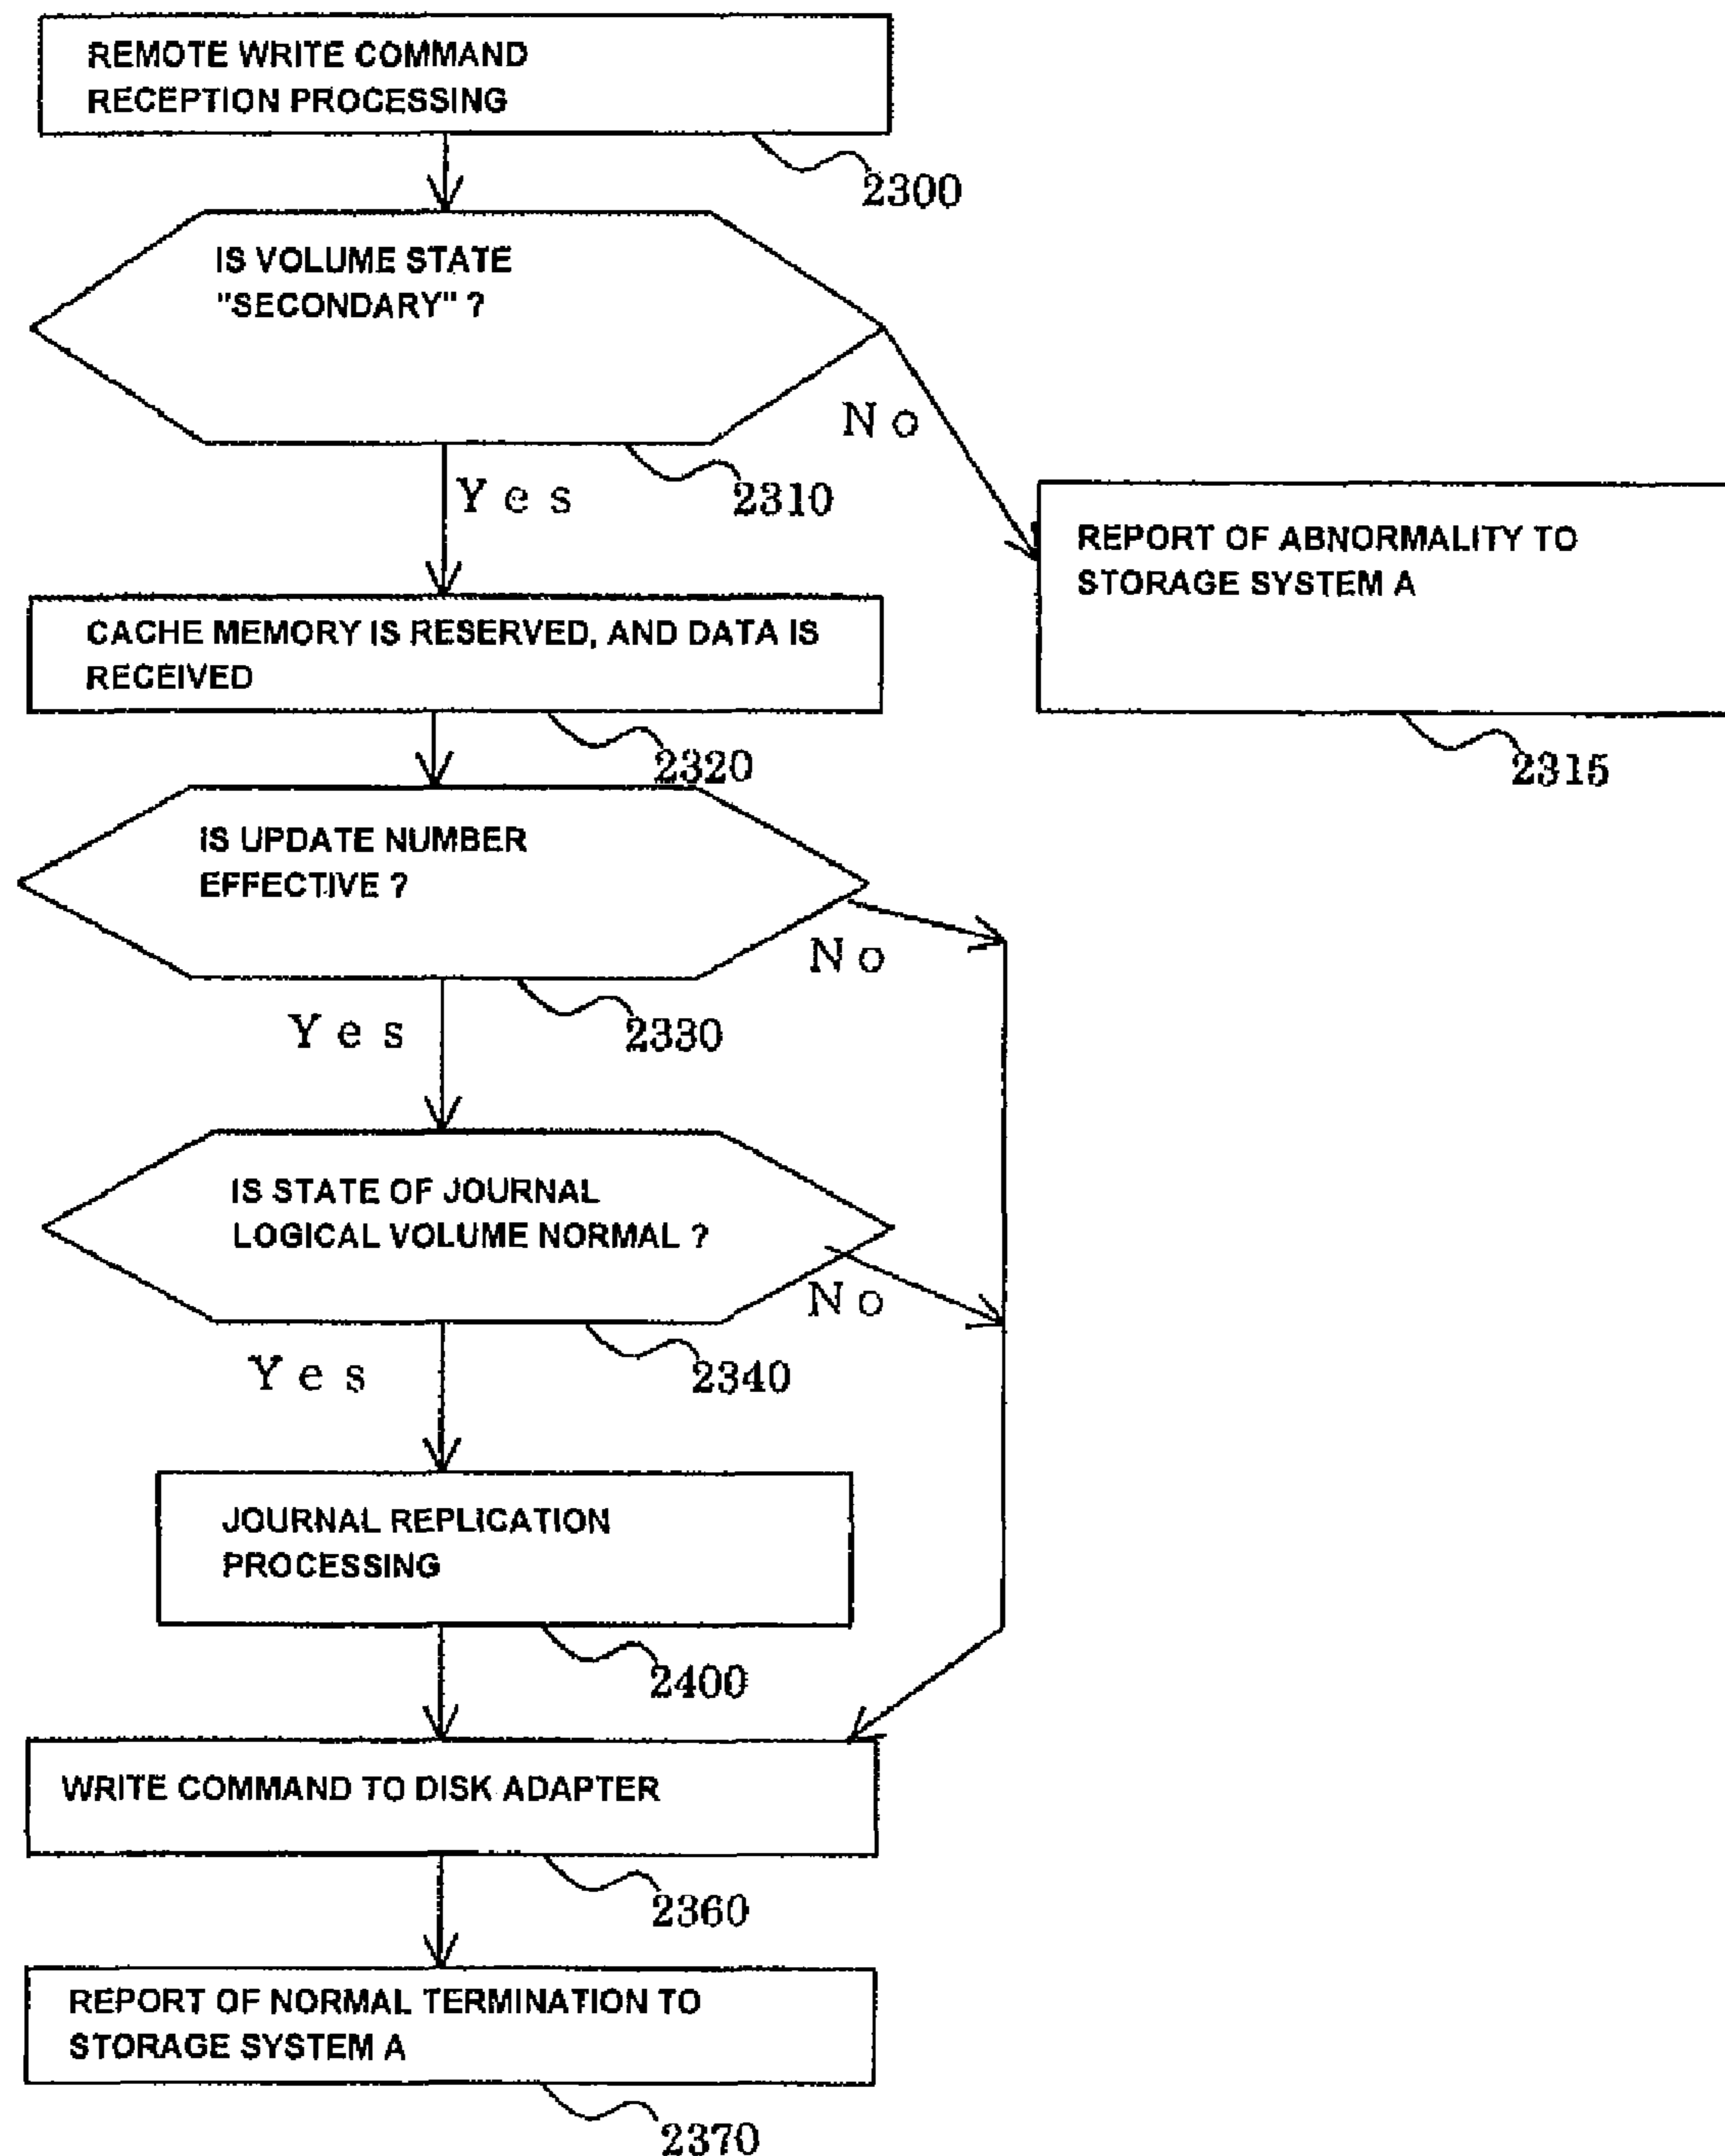 REMOTE WRITE COMMAND
RECEPTION PROCESSING
2300
IS VOLUME STATE
"SECONDARY" ?
No
Yes
2310
REPORT OF ABNORMALITY TO
STORAGE SYSTEM A
2315
CACHE MEMORY IS RESERVED, AND DATA IS
RECEIVED
2320
IS UPDATE NUMBER
EFFECTIVE ?
No
Yes
2330
IS STATE OF JOURNAL
LOGICAL VOLUME NORMAL ?
No
Yes
2340
JOURNAL REPLICATION
PROCESSING
2400
WRITE COMMAND TO DISK ADAPTER
2360
REPORT OF NORMAL TERMINATION TO
STORAGE SYSTEM A
2370